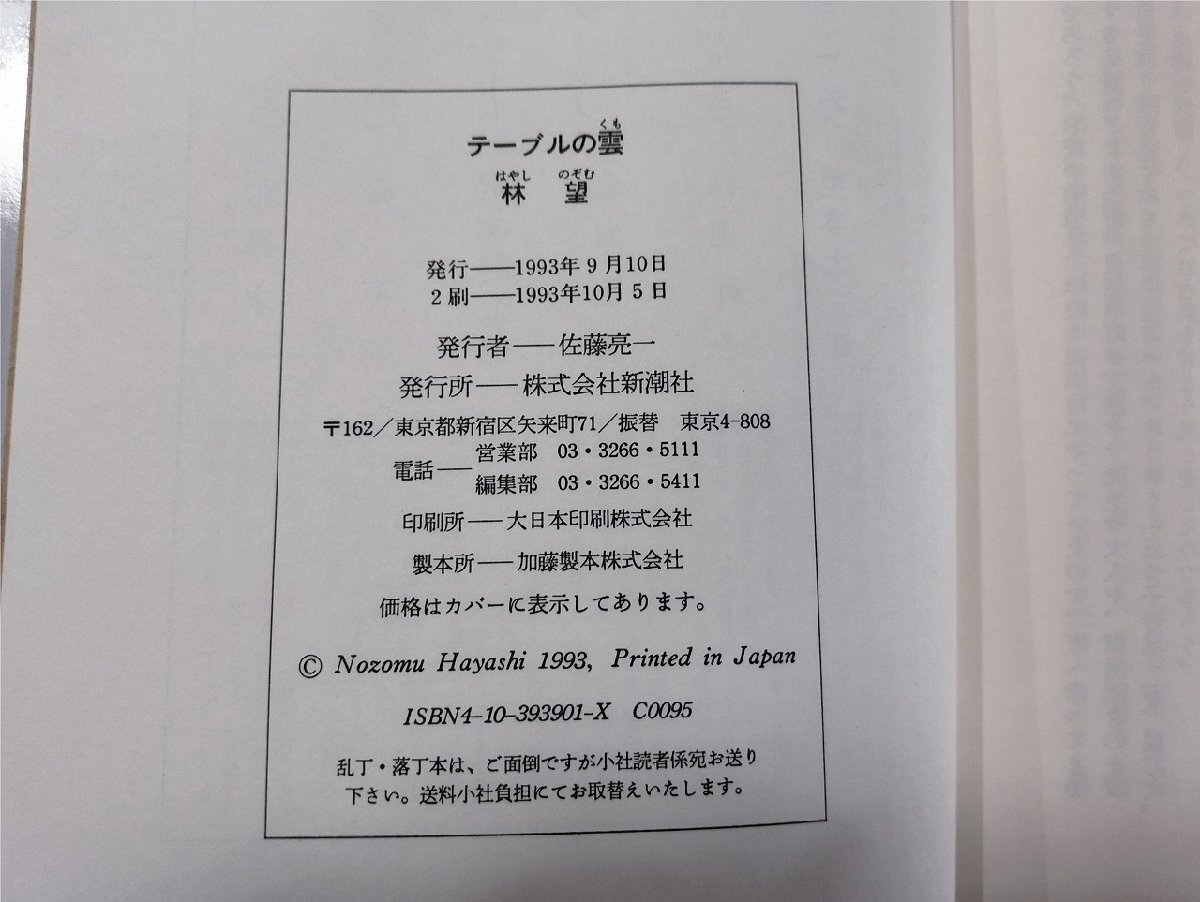 テーブルの雲
くも
林 望
はやし のぞむ
発行――1993年9月10日
2刷――1993年10月5日
発行者――佐藤亮一
発行所――株式会社新潮社
〒162／東京都新宿区矢来町71／振替 東京4-808
電話――営業部 03・3266・5111
編集部 03・3266・5411
印刷所――大日本印刷株式会社
製本所――加藤製本株式会社
価格はカバーに表示してあります。
© Nozomu Hayashi 1993, Printed in Japan
ISBN4-10-393901-X C0095
乱丁・落丁本は、ご面倒ですが小社読者係宛お送り
下さい。送料小社負担にてお取替えいたします。